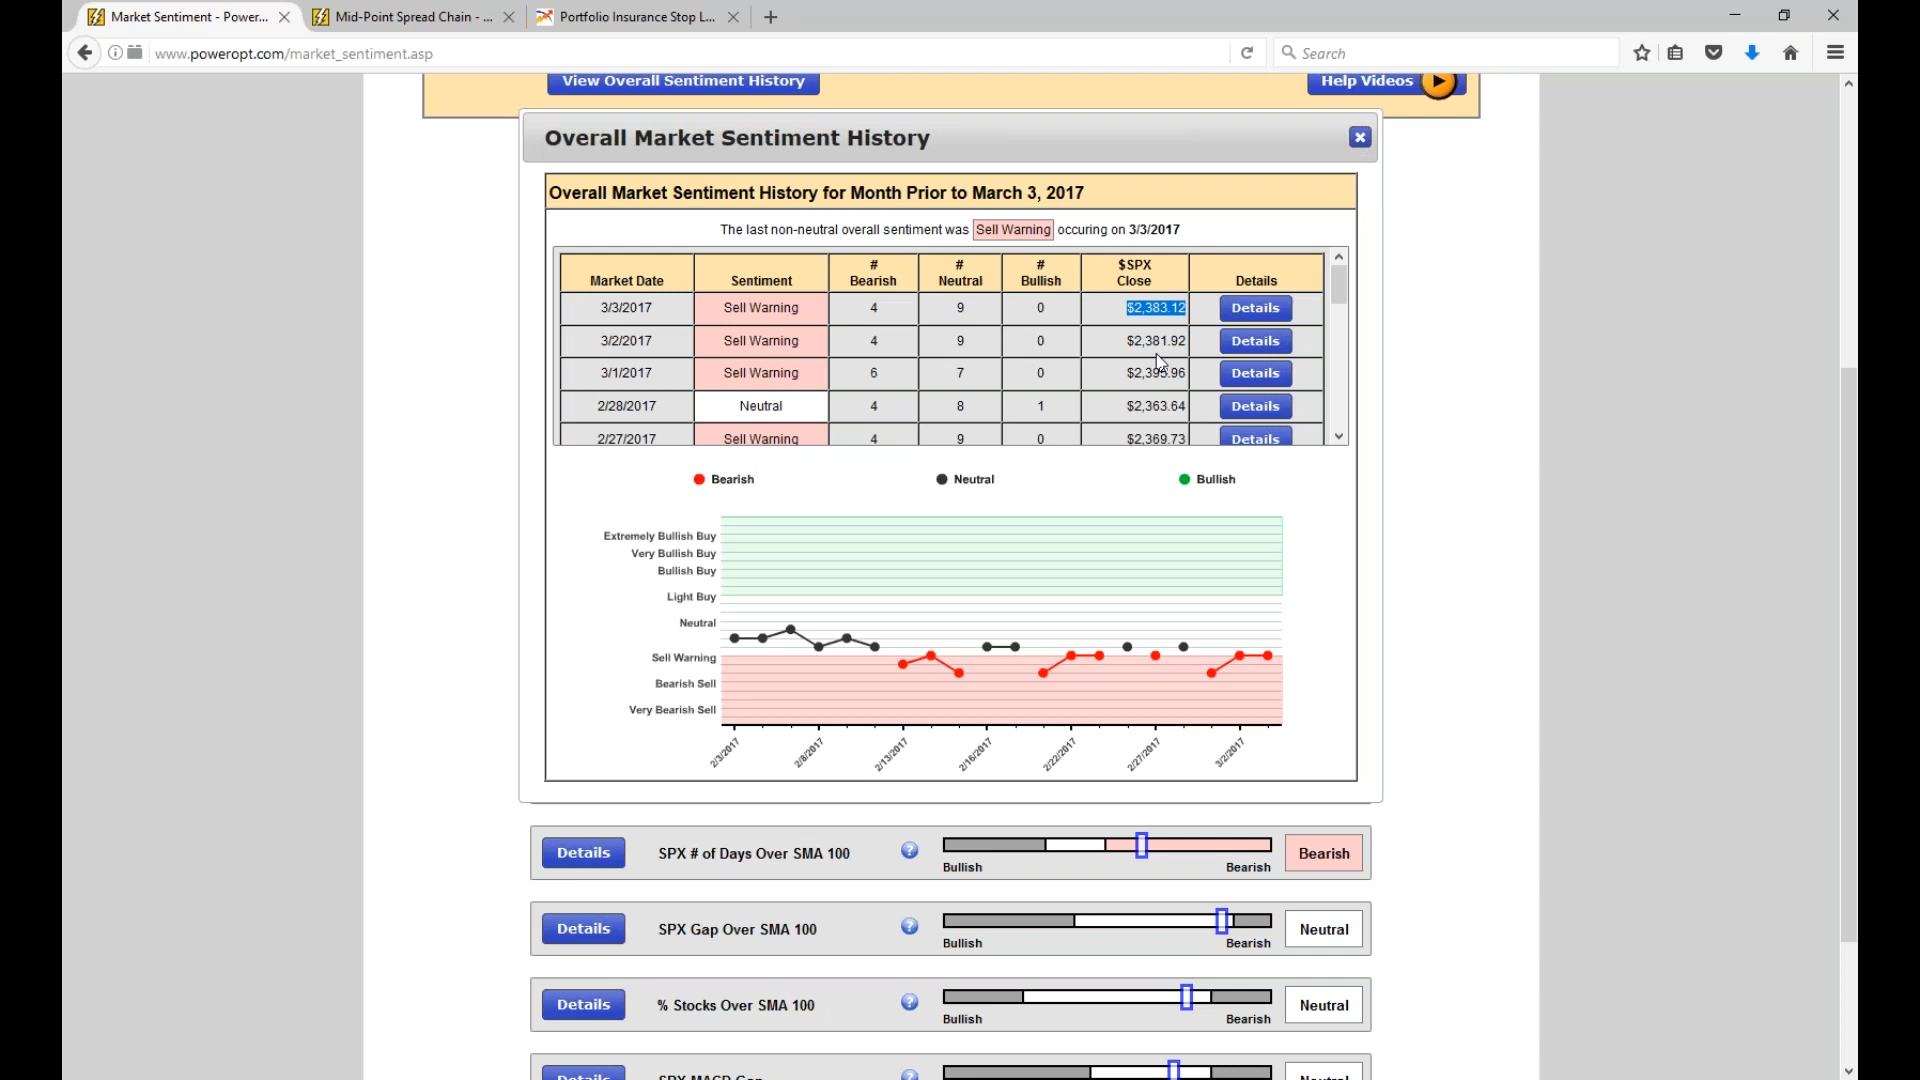 Market Sentiment - Power...
Mid-Point Spread Chain - ...
Portfolio Insurance Stop L...
www.poweropt.com/market_sentiment.asp
Search
View Overall Sentiment History
Help Videos
Overall Market Sentiment History
Overall Market Sentiment History for Month Prior to March 3, 2017
The last non-neutral overall sentiment was Sell Warning occuring on 3/3/2017
Market Date Sentiment # Bearish # Neutral # Bullish $SPX Close Details
3/3/2017 Sell Warning 4 9 0 $2,383.12 Details
3/2/2017 Sell Warning 4 9 0 $2,381.92 Details
3/1/2017 Sell Warning 6 7 0 $2,395.96 Details
2/28/2017 Neutral 4 8 1 $2,363.64 Details
2/27/2017 Sell Warning 4 9 0 $2,369.73 Details
Bearish Neutral Bullish
Extremely Bullish Buy
Very Bullish Buy
Bullish Buy
Light Buy
Neutral
Sell Warning
Bearish Sell
Very Bearish Sell
2/3/2017 2/8/2017 2/13/2017 2/16/2017 2/22/2017 2/27/2017 3/2/2017
Details SPX # of Days Over SMA 100 ? Bearish
Bullish Bearish
Details SPX Gap Over SMA 100 ? Neutral
Bullish Bearish
Details % Stocks Over SMA 100 ? Neutral
Bullish Bearish
Details SPX MACD Gap ? Neutral